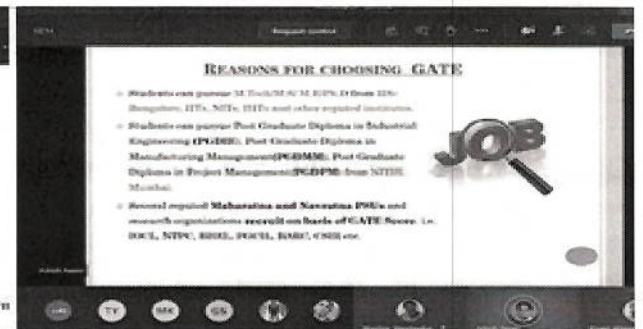 Request control
REASONS FOR CHOOSING GATE
Students can pursue M.Tech/M.S/M.E/Ph.D from IISc
Bangalore, IITs, NITs, IIITs and other reputed institutes.
Students can pursue Post Graduate Diploma in Industrial
Engineering (PGDIE), Post Graduate Diploma in
Manufacturing Management(PGDMM), Post Graduate
Diploma in Project Management(PGDPM) from NITIE
Mumbai.
JOB
Several reputed Maharatna and Navratna PSUs and
research organizations recruit on basis of GATE Score. i.e.
IOCL, NTPC, BHEL, PGCIL, BARC, CSIR etc.
TY MK GS